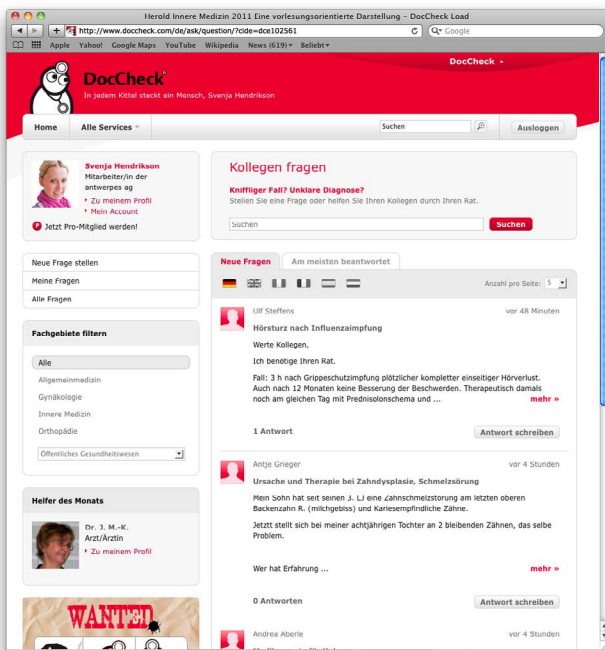 Herold Innere Medizin 2011 Eine vorlesungsorientierte Darstellung – DocCheck Load
http://www.doccheck.com/de/ask/question/?cide=dce102561
Google
Apple Yahoo! Google Maps YouTube Wikipedia News (619) Beliebt
DocCheck
DocCheck
In jedem Kittel steckt ein Mensch, Svenja Hendrikson
Home Alle Services Suchen Ausloggen
Svenja Hendrikson
Mitarbeiter/in der
antwerpes ag
Zu meinem Profil
Mein Account
P Jetzt Pro-Mitglied werden!
Neue Frage stellen
Meine Fragen
Alle Fragen
Fachgebiete filtern
Alle
Allgemeinmedizin
Gynäkologie
Innere Medizin
Orthopädie
Öffentliches Gesundheitswesen
Helfer des Monats
Dr. J. M.-K.
Arzt/Ärztin
Zu meinem Profil
WANTED
Kollegen fragen
Kniffliger Fall? Unklare Diagnose?
Stellen Sie eine Frage oder helfen Sie Ihren Kollegen durch Ihren Rat.
Suchen Suchen
Neue Fragen Am meisten beantwortet
Anzahl pro Seite: 5
Ulf Steffens vor 48 Minuten
Hörsturz nach Influenzaimpfung
Werte Kollegen,
Ich benötige Ihren Rat.
Fall: 3 h nach Grippeschutzimpfung plötzlicher kompletter einseitiger Hörverlust.
Auch nach 12 Monaten keine Besserung der Beschwerden. Therapeutisch damals
noch am gleichen Tag mit Prednisolonschema und ... mehr »
1 Antwort Antwort schreiben
Antje Grieger vor 4 Stunden
Ursache und Therapie bei Zahndysplasie, Schmelzsörung
Mein Sohn hat seit seinen 3. LJ eine Zahnschmelzstörung am letzten oberen
Backenzahn R. (milchgebiss) und Kariesempfindliche Zähne.
Jetztt stellt sich bei meiner achtjährigen Tochter an 2 bleibenden Zähnen, das selbe
Problem.
Wer hat Erfahrung ... mehr »
0 Antworten Antwort schreiben
Andrea Aberle vor 4 Stunden